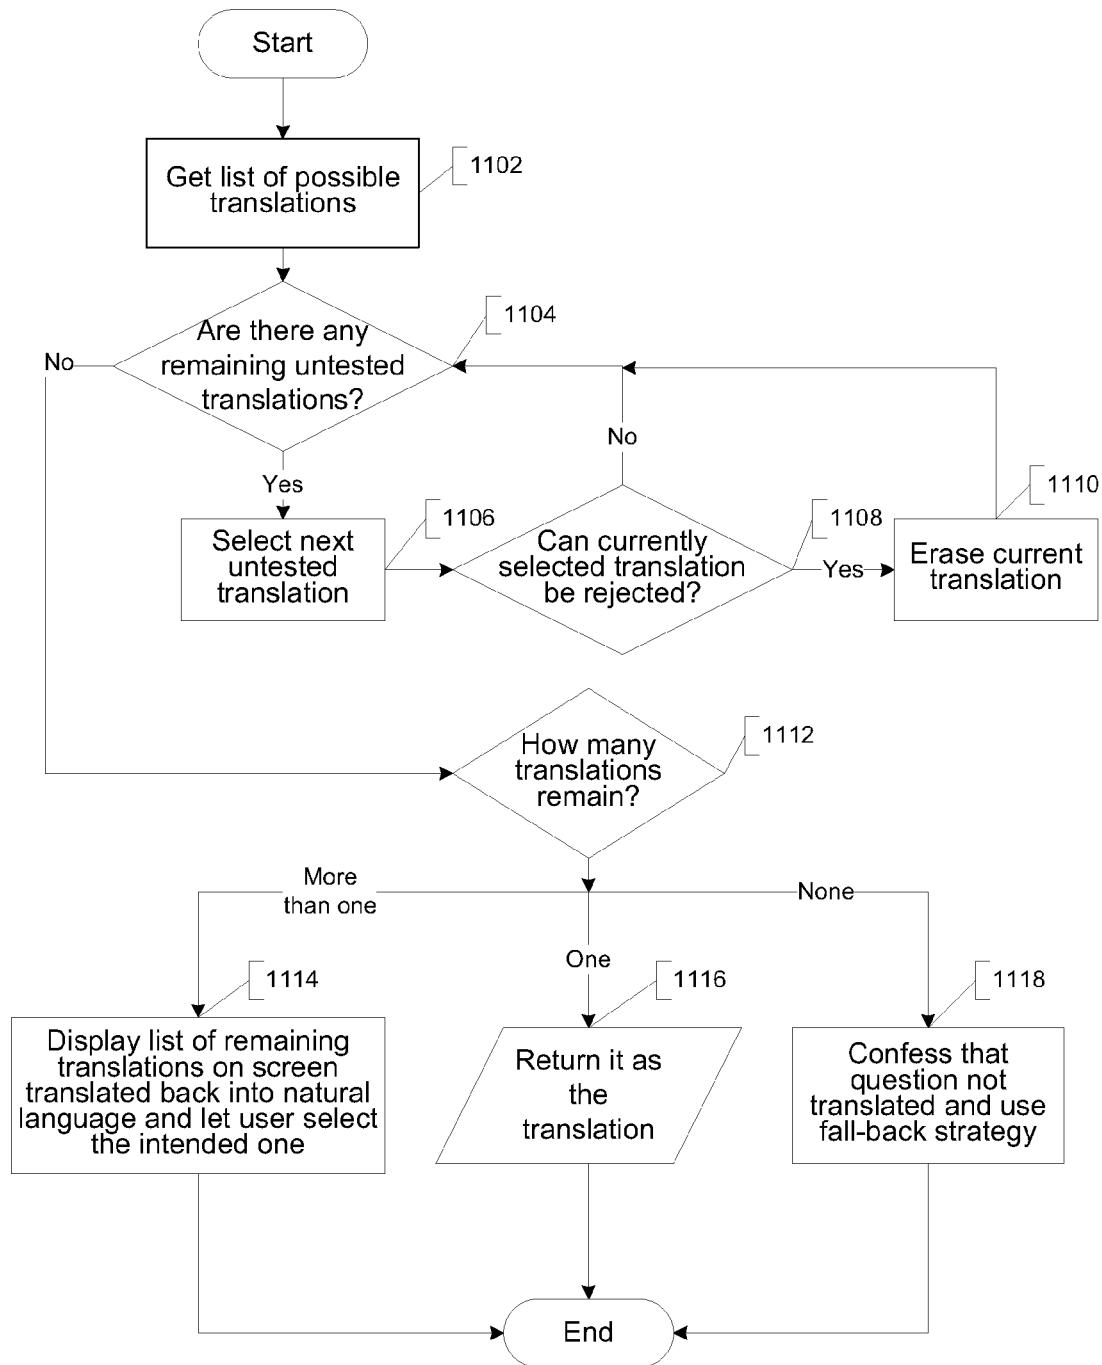 Start
Get list of possible
translations
1102
Are there any
remaining untested
translations?
1104
No
Yes
No
Select next
untested
translation
1106
Can currently
selected translation
be rejected?
1108
Yes
Erase current
translation
1110
How many
translations
remain?
1112
More
than one
One
None
1114
1116
1118
Display list of remaining
translations on screen
translated back into natural
language and let user select
the intended one
Return it as
the
translation
Confess that
question not
translated and use
fall-back strategy
End